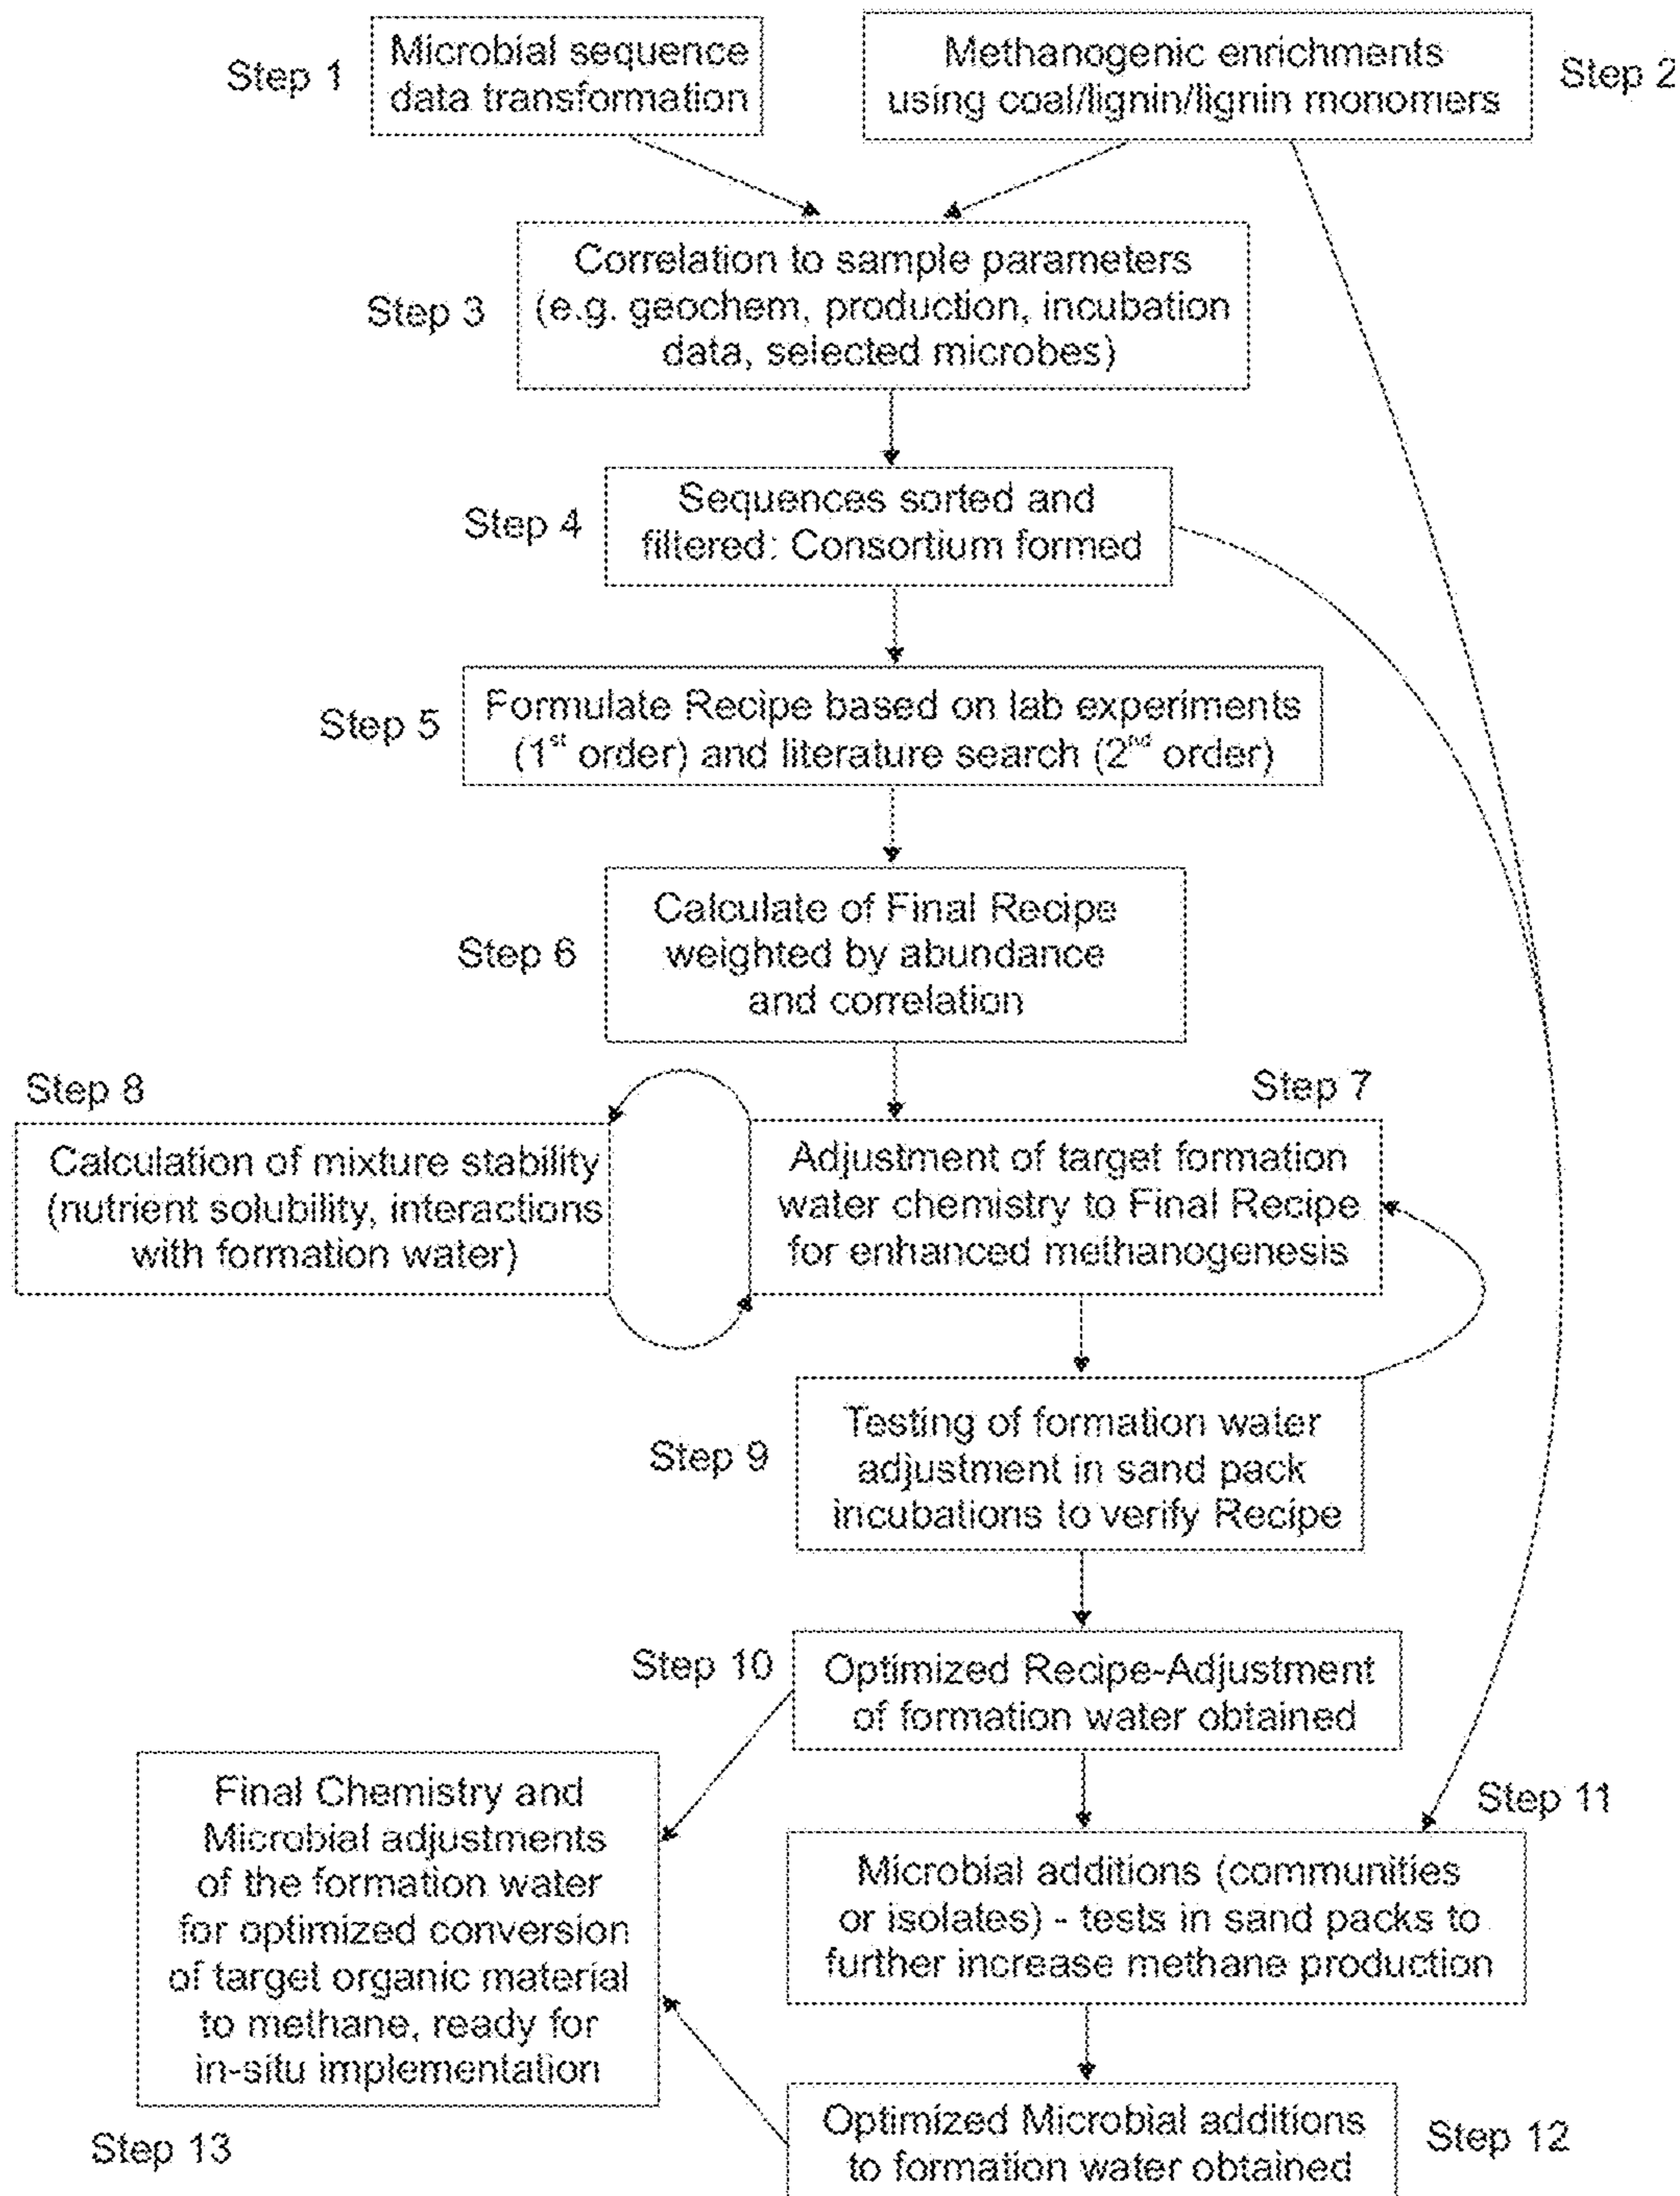 Step 1
Microbial sequence
data transformation
Methanogenic enrichments
using coal/lignin/lignin monomers
Step 2
Step 3
Correlation to sample parameters
(e.g. geochem, production, incubation
data, selected microbes)
Step 4
Sequences sorted and
filtered: Consortium formed
Step 5
Formulate Recipe based on lab experiments
(1st order) and literature search (2nd order)
Step 6
Calculate of Final Recipe
weighted by abundance
and correlation
Step 8
Calculation of mixture stability
(nutrient solubility, interactions
with formation water)
Step 7
Adjustment of target formation
water chemistry to Final Recipe
for enhanced methanogenesis
Step 9
Testing of formation water
adjustment in sand pack
incubations to verify Recipe
Step 10
Optimized Recipe-Adjustment
of formation water obtained
Step 11
Microbial additions (communities
or isolates) - tests in sand packs to
further increase methane production
Final Chemistry and
Microbial adjustments
of the formation water
for optimized conversion
of target organic material
to methane, ready for
in-situ implementation
Step 13
Optimized Microbial additions
to formation water obtained
Step 12